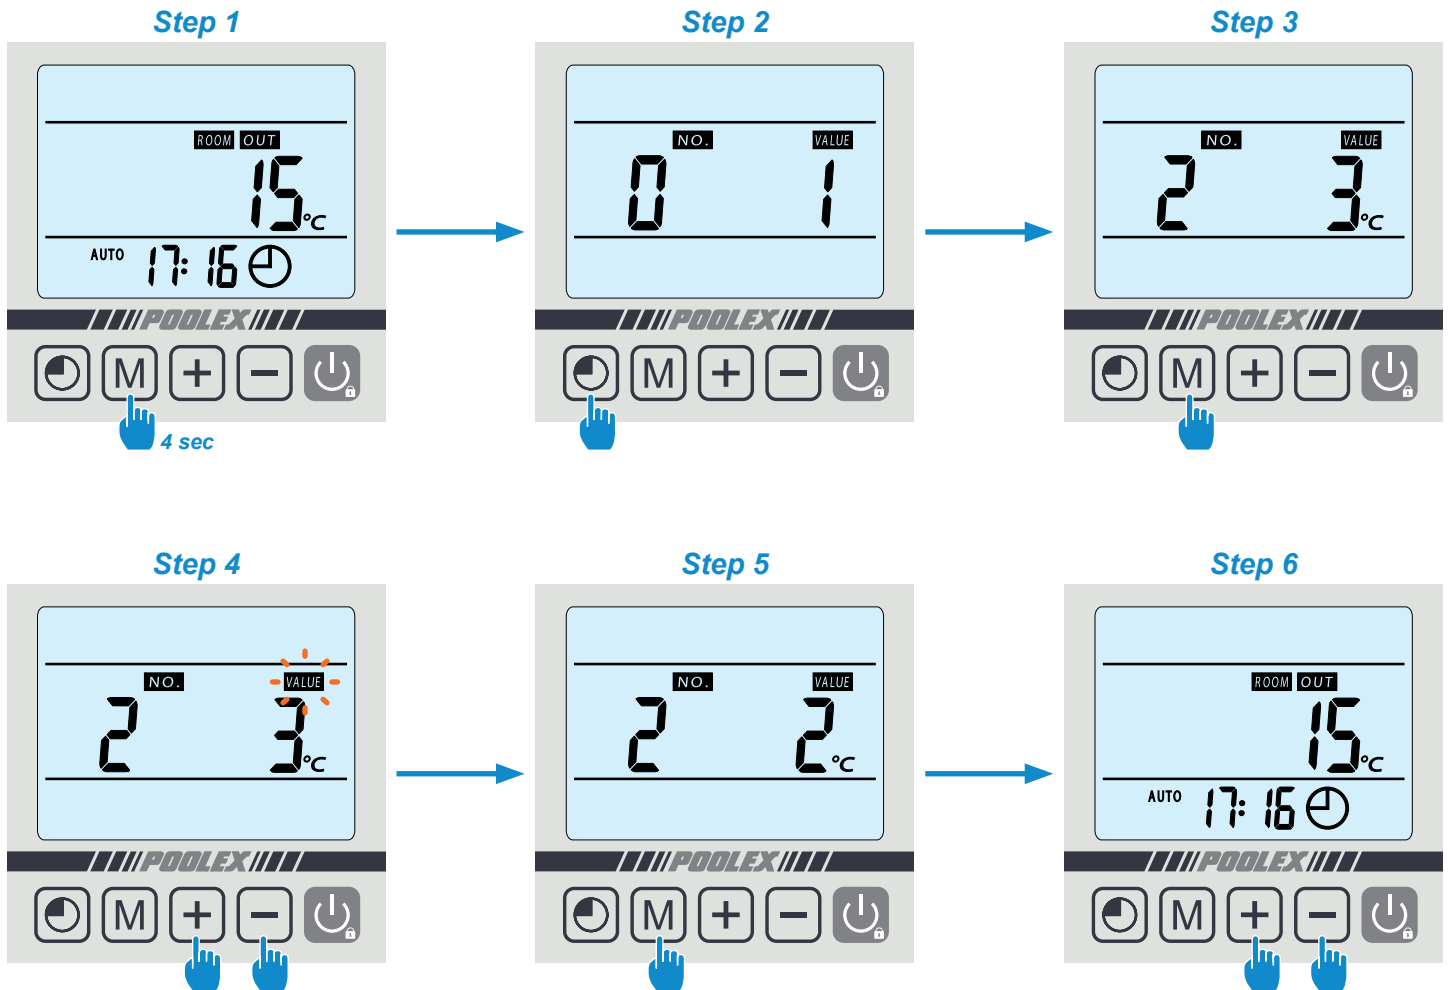 Step 1
Step 2
Step 3
ROOM OUT
15°C
AUTO 17:16
POOLEX
M
4 sec
NO. VALUE
0 1
POOLEX
M
NO. VALUE
2 3°C
POOLEX
M
Step 4
Step 5
Step 6
NO. VALUE
2 3°C
POOLEX
M
NO. VALUE
2 2°C
POOLEX
M
ROOM OUT
15°C
AUTO 17:16
POOLEX
M